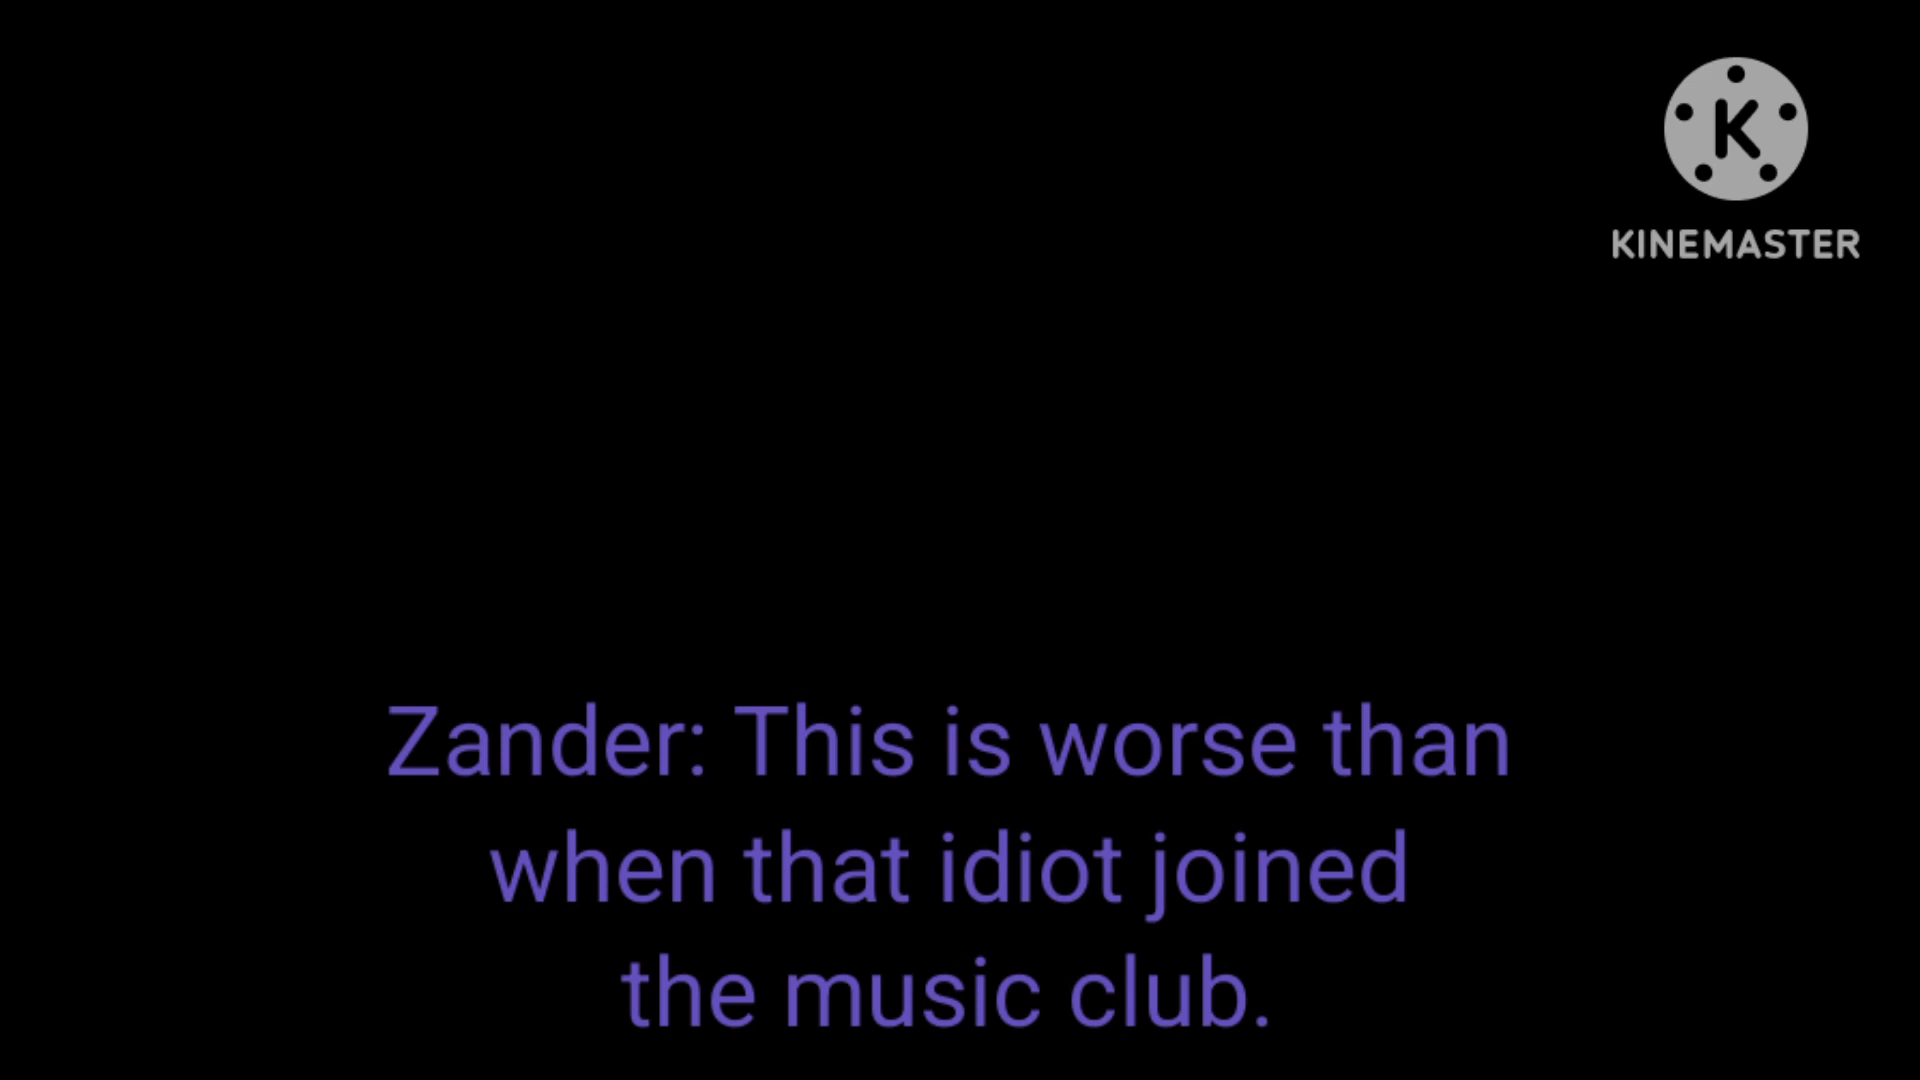 K
KINEMASTER
Zander: This is worse than
when that idiot joined
the music club.